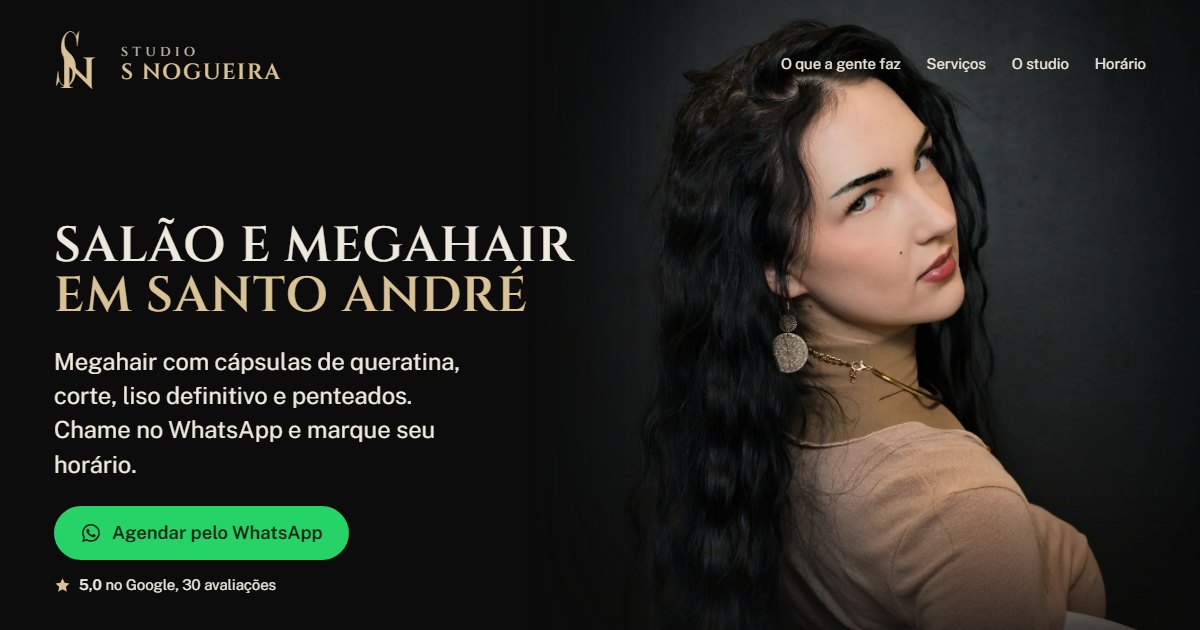 SN
STUDIO
S NOGUEIRA
O que a gente faz Serviços O studio Horário
SALÃO E MEGAHAIR
EM SANTO ANDRÉ
Megahair com cápsulas de queratina,
corte, liso definitivo e penteados.
Chame no WhatsApp e marque seu
horário.
Agendar pelo WhatsApp
5,0 no Google, 30 avaliações